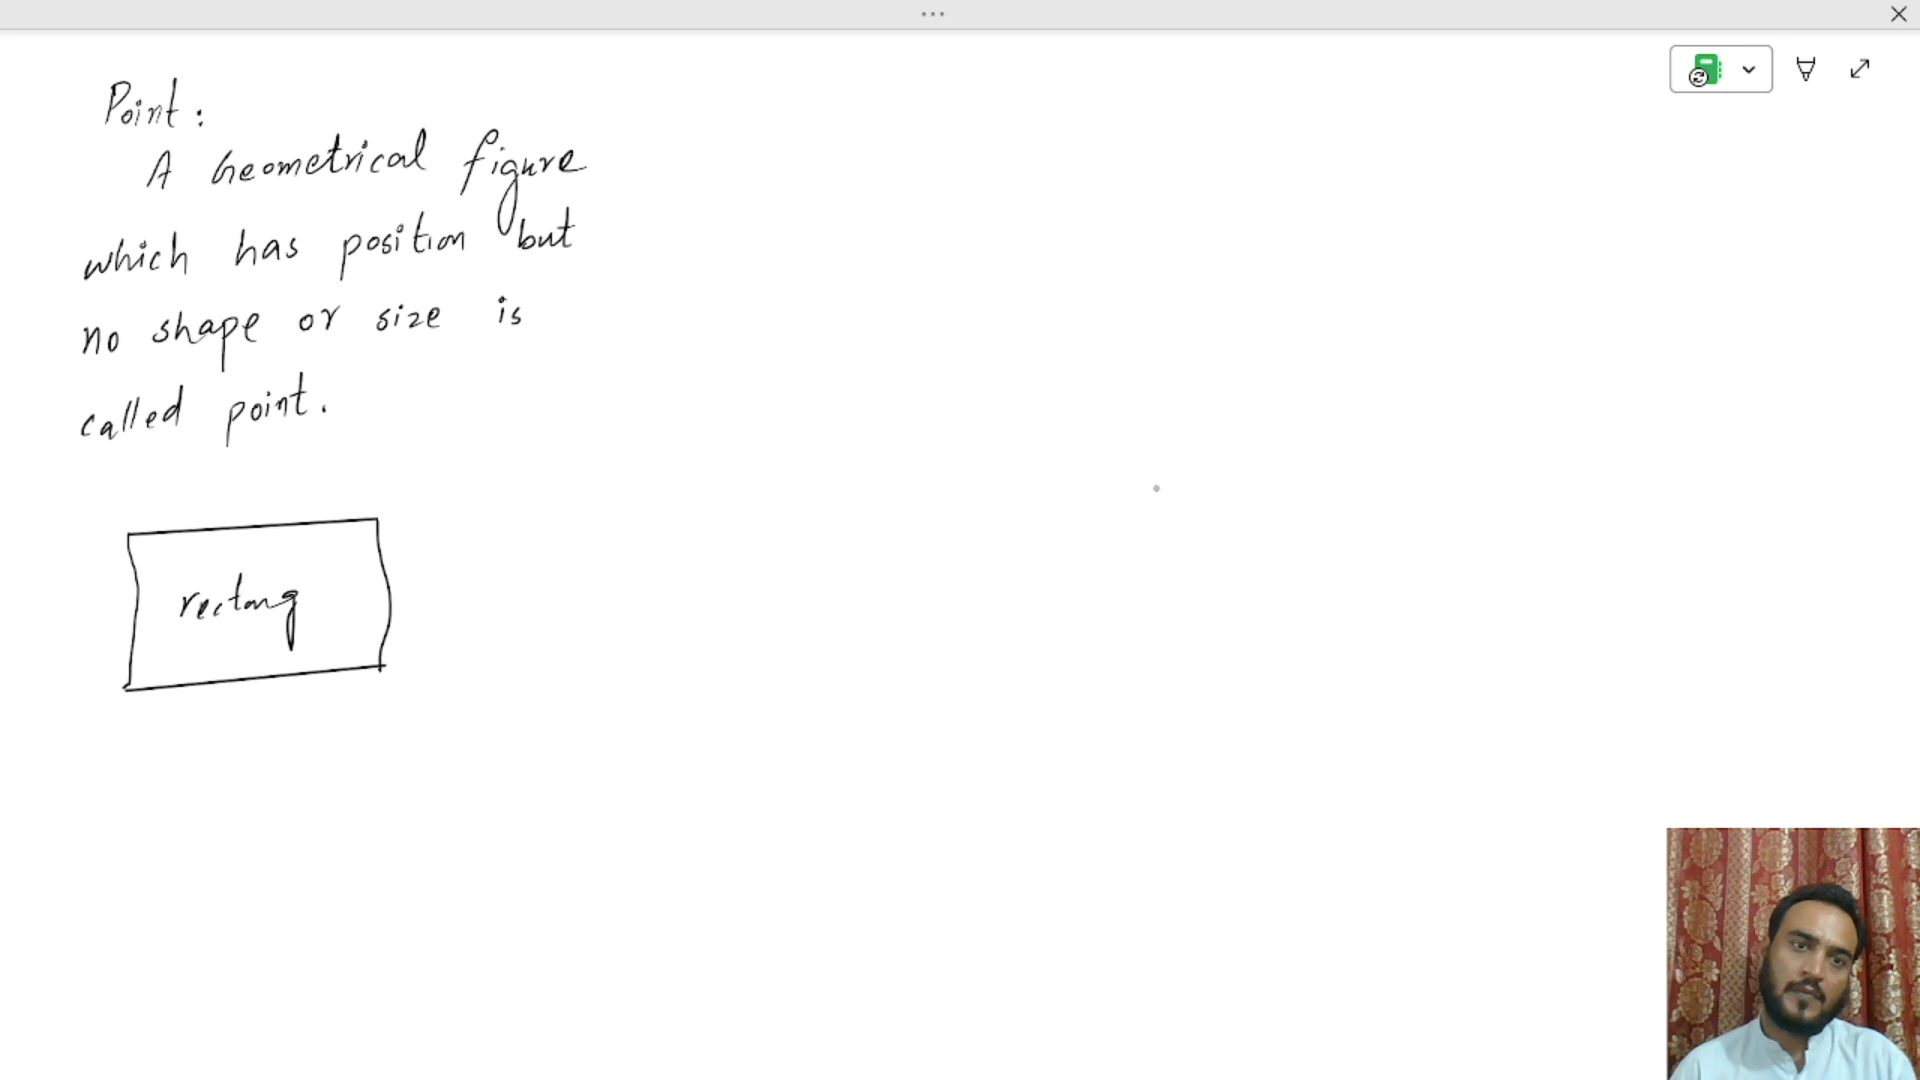 Point:
A Geometrical figure
which has position but
no shape or size is
called point.
rectang